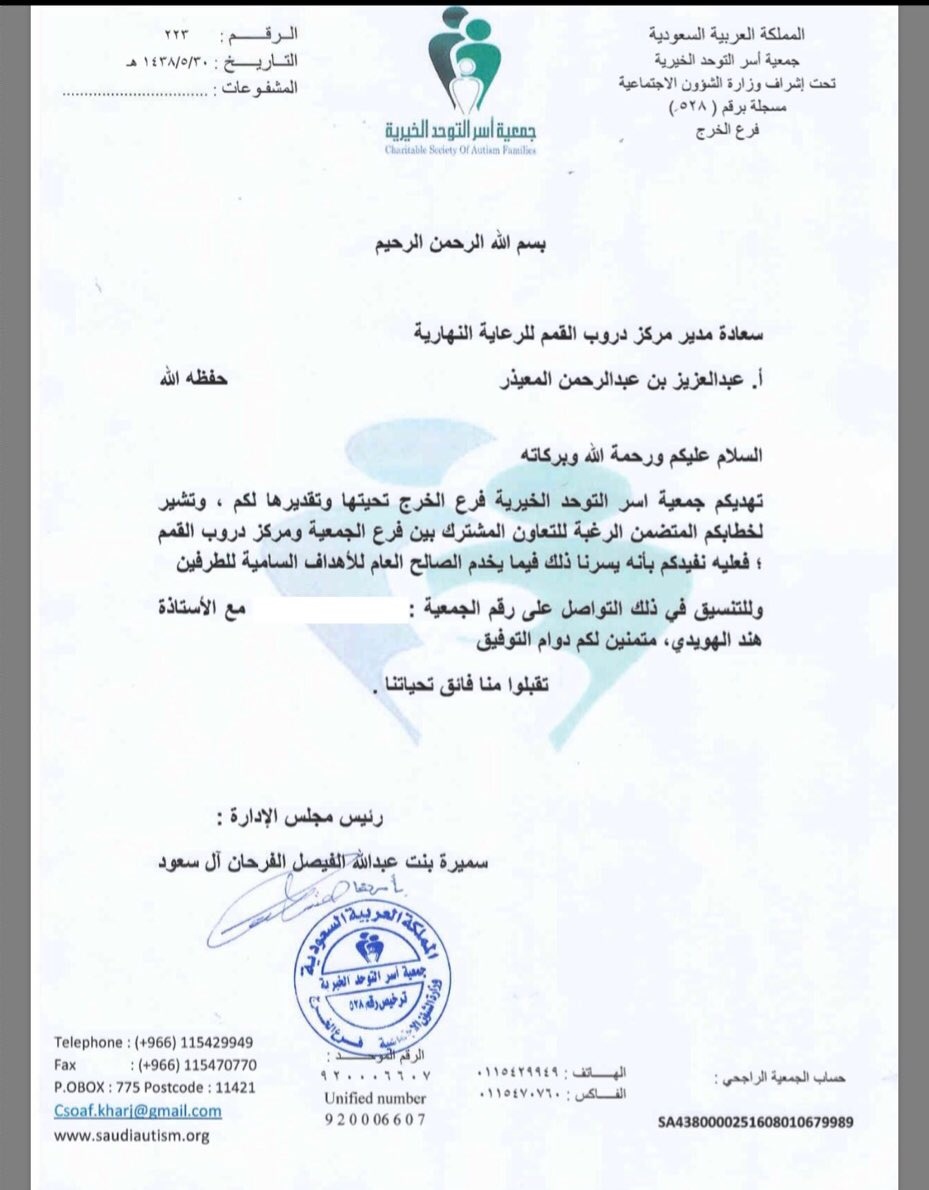 المملكة العربية السعودية
جمعية أسر التوحد الخيرية
تحت إشراف وزارة الشؤون الاجتماعية
مسجلة برقم ( ٥٢٨.)
فرع الخرج
جمعية أسر التوحد الخيرية
Charitable Society Of Autism Families
الـرقــــــم : ٢٢٣
التـاريــــخ : ١٤٣٨/٥/٣٠ هـ
المشفـوعات : ................................
بسم الله الرحمن الرحيم
سعادة مدير مركز دروب القمم للرعاية النهارية
أ. عبدالعزيز بن عبدالرحمن المعيذر حفظه الله
السلام عليكم ورحمة الله وبركاته
تهديكم جمعية اسر التوحد الخيرية فرع الخرج تحيتها وتقديرها لكم ، وتشير
لخطابكم المتضمن الرغبة للتعاون المشترك بين فرع الجمعية ومركز دروب القمم
؛ فعليه نفيدكم بأنه يسرنا ذلك فيما يخدم الصالح العام للأهداف السامية للطرفين
وللتنسيق في ذلك التواصل على رقم الجمعية : مع الأستاذة
هند الهويدي، متمنين لكم دوام التوفيق
تقبلوا منا فائق تحياتنا .
رئيس مجلس الإدارة :
سميرة بنت عبدالله الفيصل الفرحان آل سعود
المملكة العربية السعودية
جمعية أسر التوحد الخيرية
ترخيص رقم ٥٢٨
وزارة الشئون الاجتماعية
فرع الخرج
Telephone : (+966) 115429949
Fax : (+966) 115470770
P.OBOX : 775 Postcode : 11421
Csoaf.kharj@gmail.com
www.saudiautism.org
الرقم الموحــــد :
٩٢٠٠٠٦٦٠٧
Unified number
920006607
الهـــاتف : ٠١١٥٤٢٩٩٤٩
الفــاكس : ٠١١٥٤٧٠٧٦٠
حساب الجمعية الراجحي :
SA4380000251608010679989